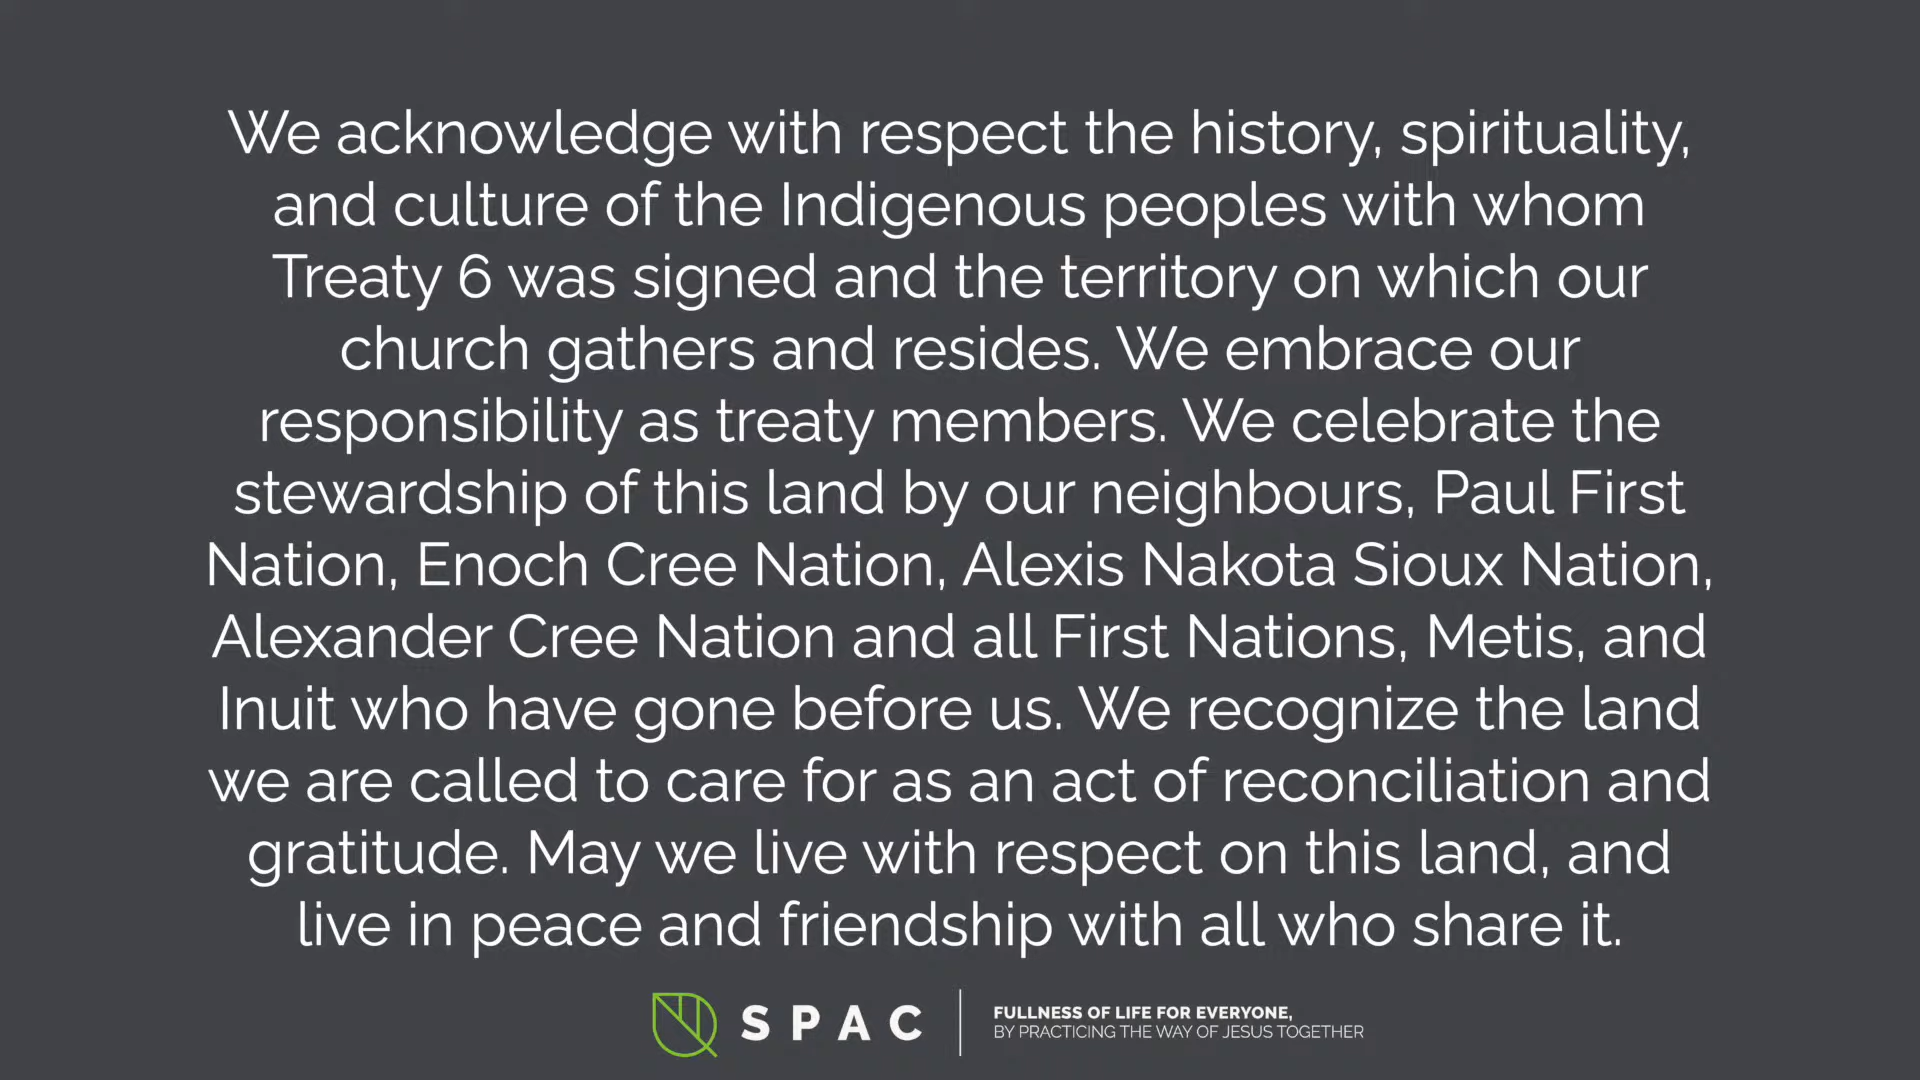 We acknowledge with respect the history, spirituality,
and culture of the Indigenous peoples with whom
Treaty 6 was signed and the territory on which our
church gathers and resides. We embrace our
responsibility as treaty members. We celebrate the
stewardship of this land by our neighbours, Paul First
Nation, Enoch Cree Nation, Alexis Nakota Sioux Nation,
Alexander Cree Nation and all First Nations, Metis, and
Inuit who have gone before us. We recognize the land
we are called to care for as an act of reconciliation and
gratitude. May we live with respect on this land, and
live in peace and friendship with all who share it.
SPAC
FULLNESS OF LIFE FOR EVERYONE,
BY PRACTICING THE WAY OF JESUS TOGETHER